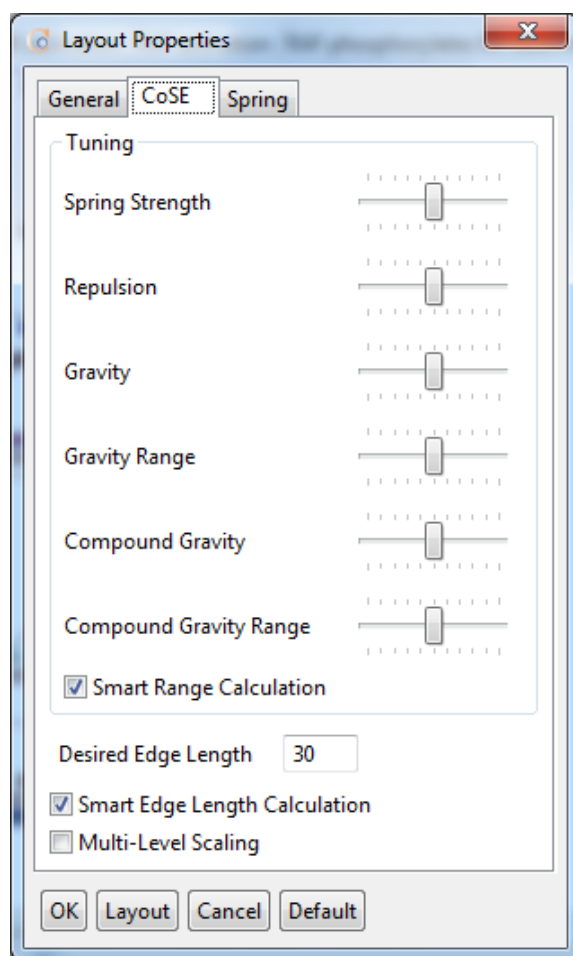 Layout Properties
General CoSE Spring
Tuning
Spring Strength
Repulsion
Gravity
Gravity Range
Compound Gravity
Compound Gravity Range
Smart Range Calculation
Desired Edge Length 30
Smart Edge Length Calculation
Multi-Level Scaling
OK Layout Cancel Default